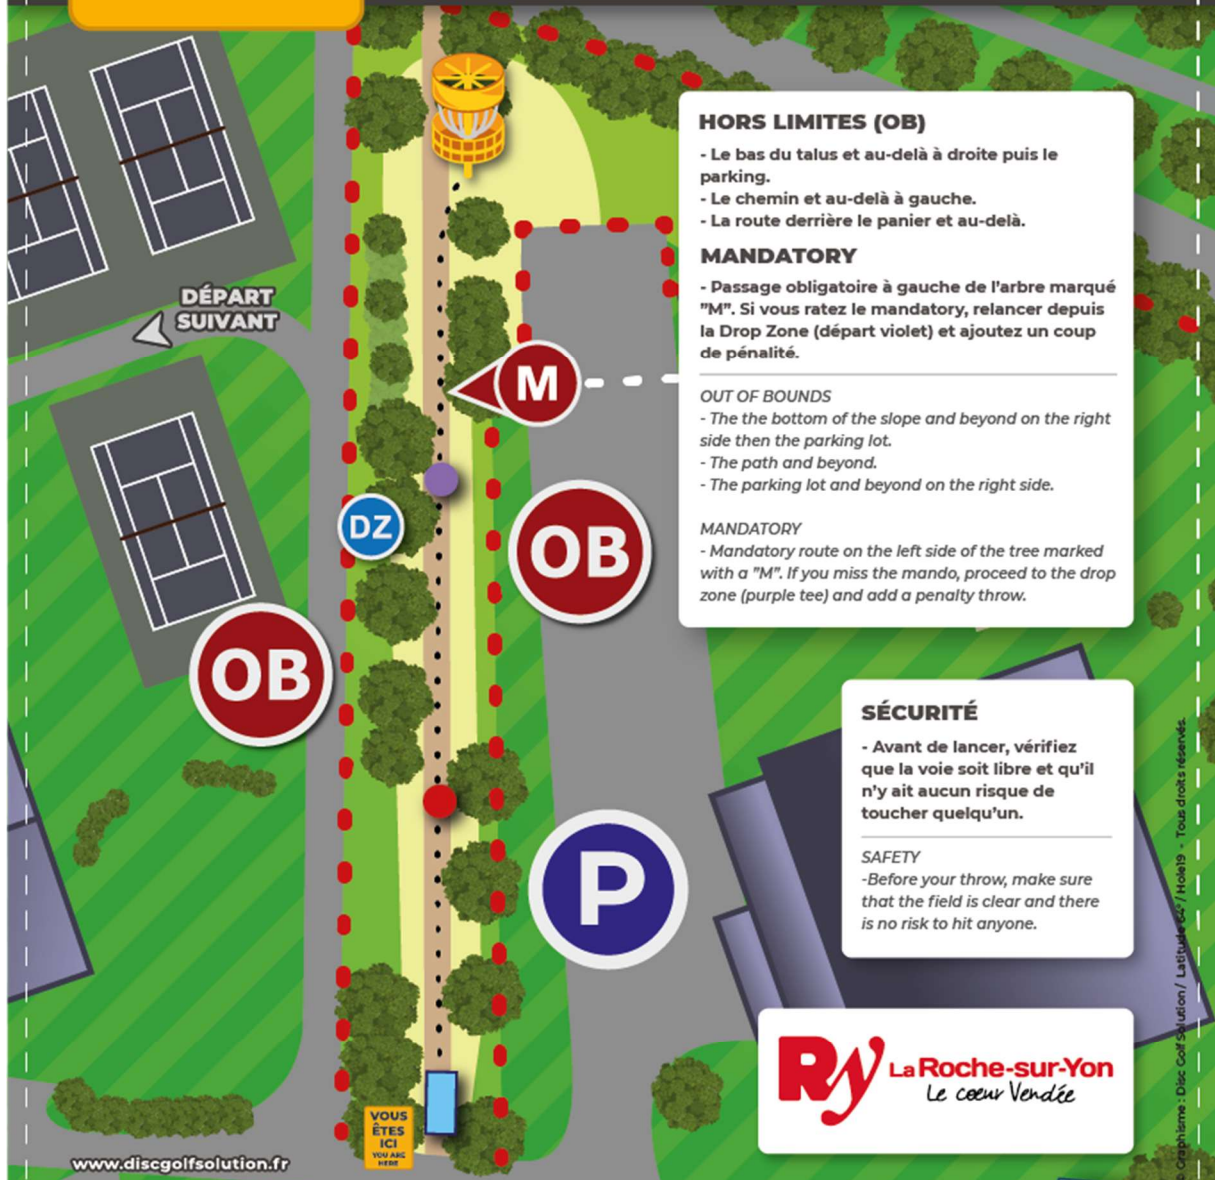 HORS LIMITES (OB)
- Le bas du talus et au-delà à droite puis le
parking.
- Le chemin et au-delà à gauche.
- La route derrière le panier et au-delà.
MANDATORY
- Passage obligatoire à gauche de l'arbre marqué
"M". Si vous ratez le mandatory, relancer depuis
la Drop Zone (départ violet) et ajoutez un coup
de pénalité.
OUT OF BOUNDS
- The the bottom of the slope and beyond on the right
side then the parking lot.
- The path and beyond.
- The parking lot and beyond on the right side.
MANDATORY
- Mandatory route on the left side of the tree marked
with a "M". If you miss the mando, proceed to the drop
zone (purple tee) and add a penalty throw.
DÉPART
SUIVANT
M
DZ
OB
OB
P
SÉCURITÉ
- Avant de lancer, vérifiez
que la voie soit libre et qu'il
n'y ait aucun risque de
toucher quelqu'un.
SAFETY
-Before your throw, make sure
that the field is clear and there
is no risk to hit anyone.
Ry
La Roche-sur-Yon
Le cœur Vendée
VOUS
ÊTES
ICI
YOU ARE
HERE
www.discgolfsolution.fr
© Graphisme : Disc Golf Solution / Latitude 64° / Hole19 - Tous droits réservés.